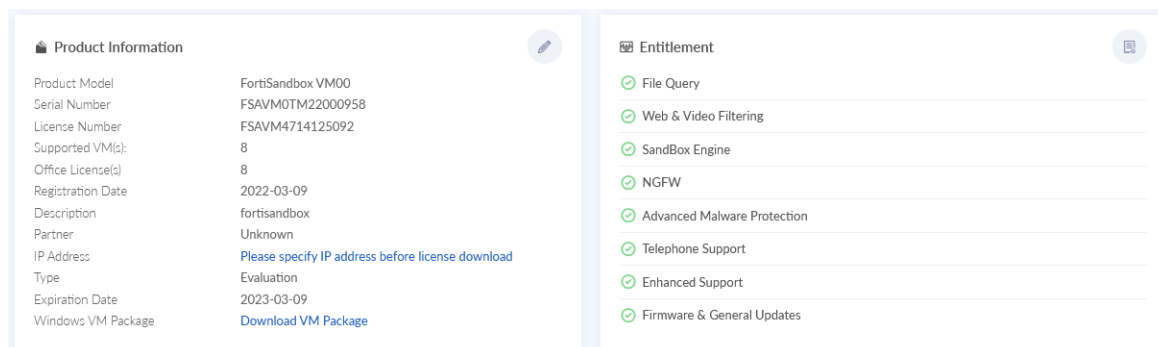 Product Information
Product Model FortiSandbox VM00
Serial Number FSAVM0TM22000958
License Number FSAVM4714125092
Supported VM(s): 8
Office License(s) 8
Registration Date 2022-03-09
Description fortisandbox
Partner Unknown
IP Address Please specify IP address before license download
Type Evaluation
Expiration Date 2023-03-09
Windows VM Package Download VM Package
Entitlement
File Query
Web & Video Filtering
SandBox Engine
NGFW
Advanced Malware Protection
Telephone Support
Enhanced Support
Firmware & General Updates